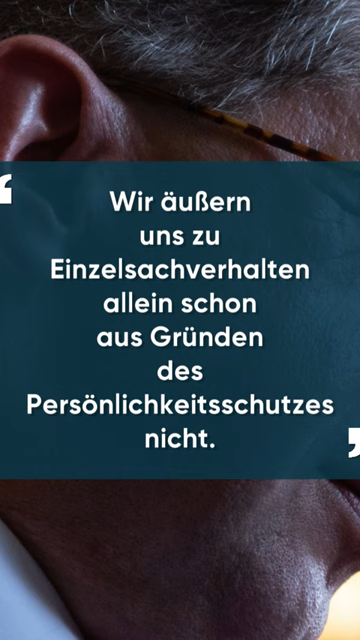 Wir äußern
uns zu
Einzelsachverhalten
allein schon
aus Gründen
des
Persönlichkeitsschutzes
nicht.